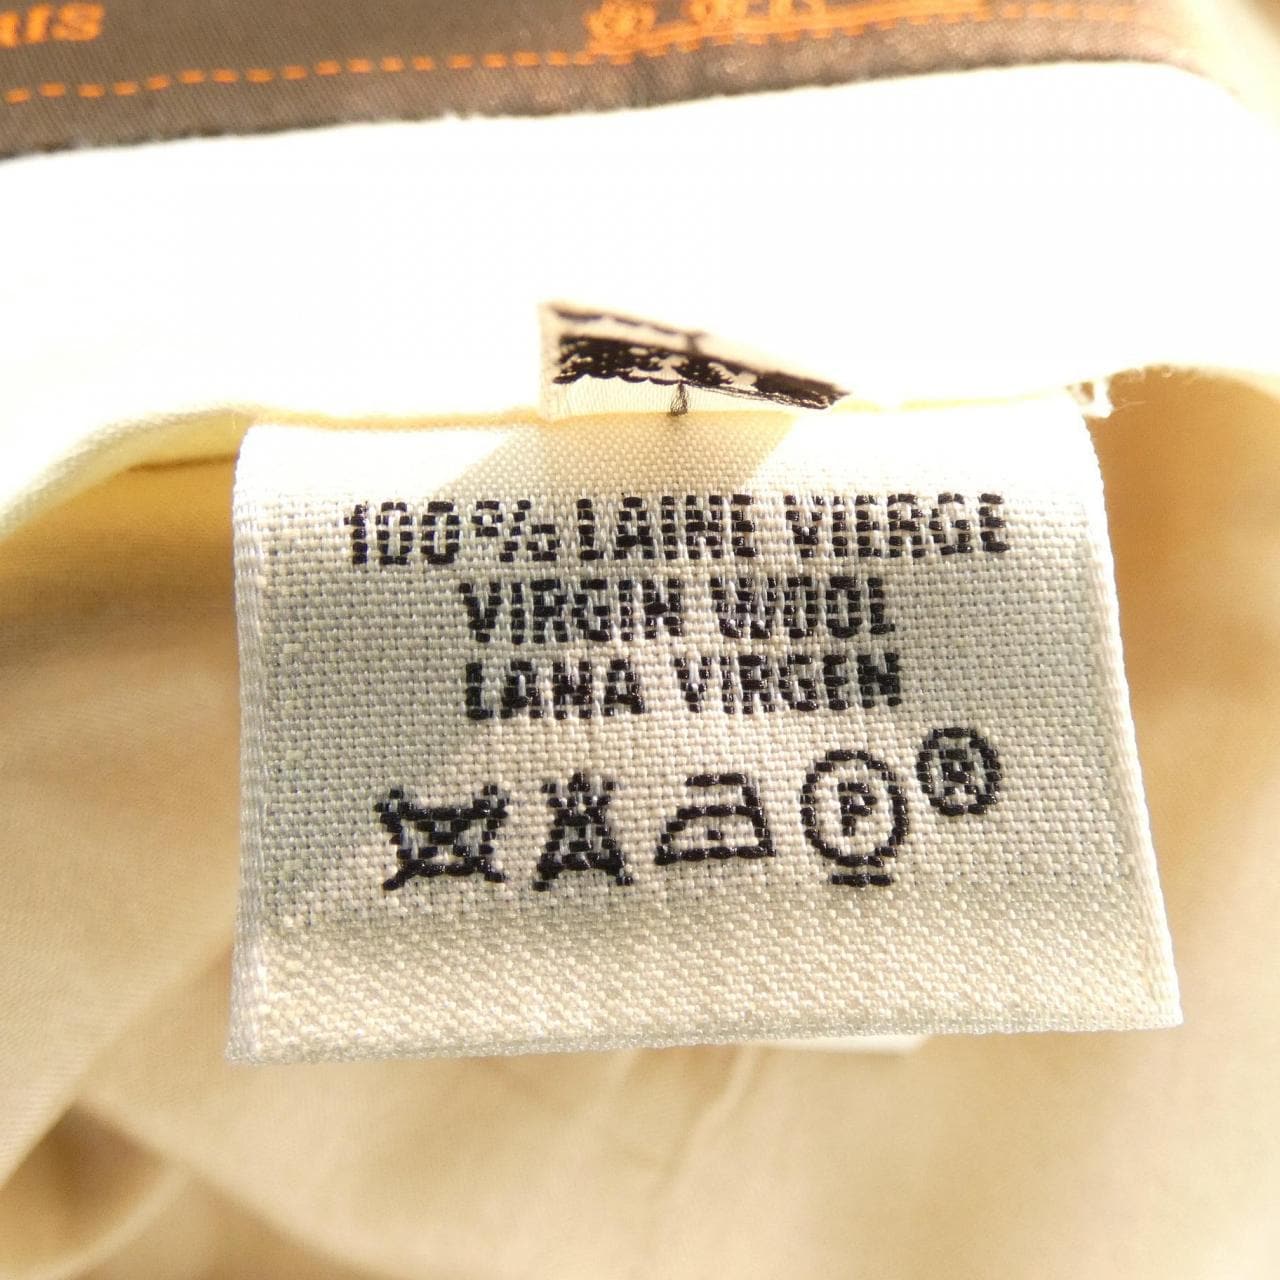 100% LAINE VIERGE
VIRGIN WOOL
LANA VIRGEN
P ®